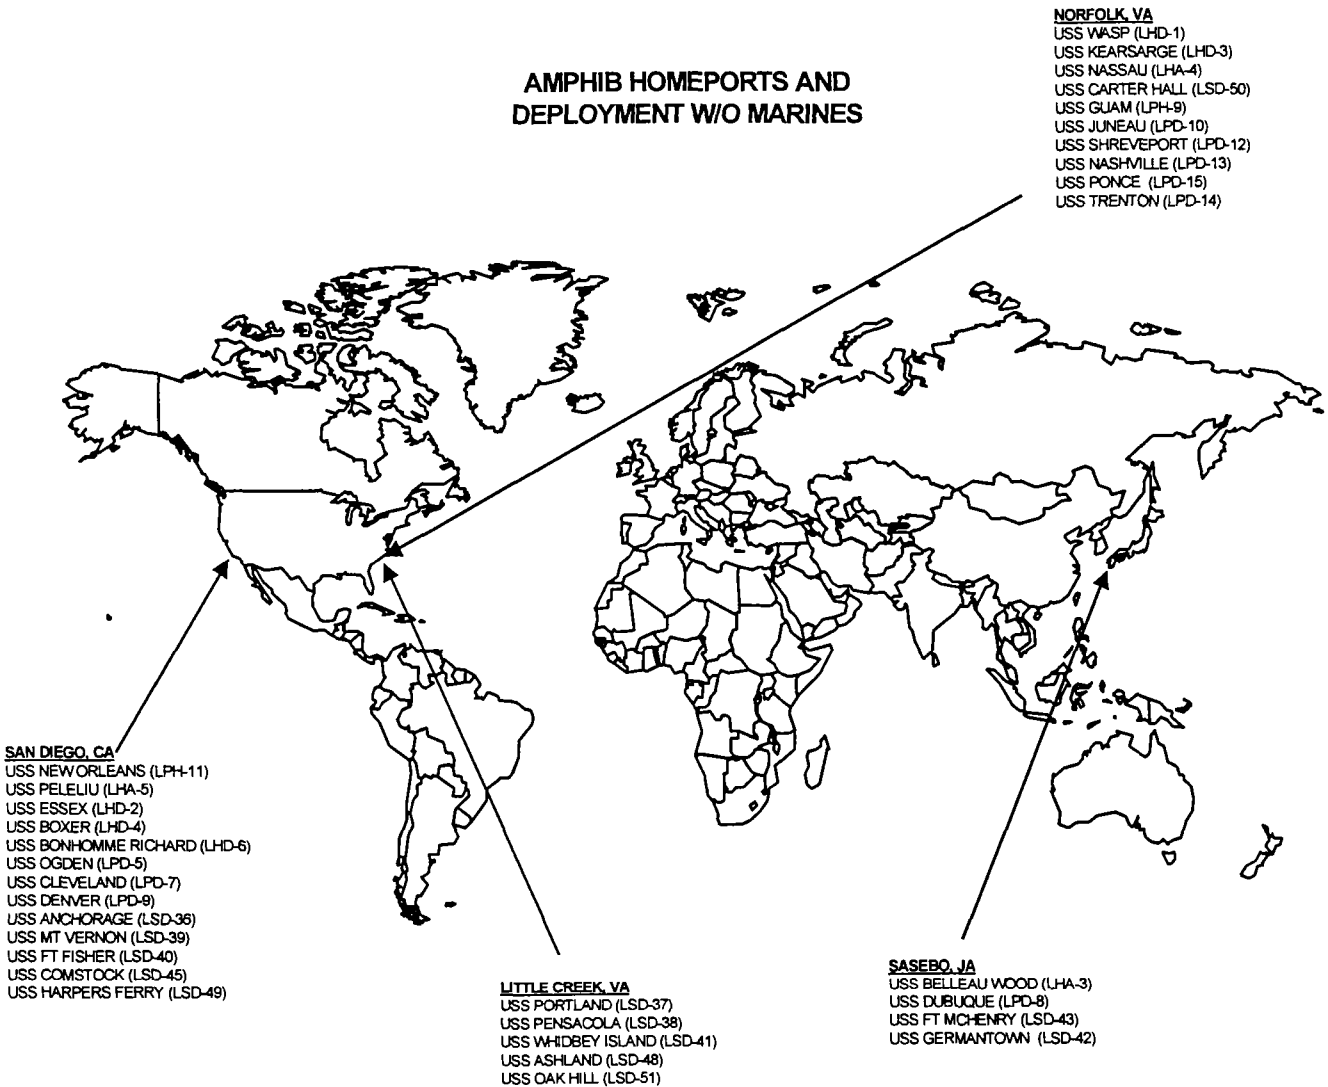 AMPHIB HOMEPORTS AND
DEPLOYMENT W/O MARINES
NORFOLK, VA
USS WASP (LHD-1)
USS KEARSARGE (LHD-3)
USS NASSAU (LHA-4)
USS CARTER HALL (LSD-50)
USS GUAM (LPH-9)
USS JUNEAU (LPD-10)
USS SHREVEPORT (LPD-12)
USS NASHVILLE (LPD-13)
USS PONCE (LPD-15)
USS TRENTON (LPD-14)
SAN DIEGO, CA
USS NEW ORLEANS (LPH-11)
USS PELELIU (LHA-5)
USS ESSEX (LHD-2)
USS BOXER (LHD-4)
USS BONHOMME RICHARD (LHD-6)
USS OGDEN (LPD-5)
USS CLEVELAND (LPD-7)
USS DENVER (LPD-9)
USS ANCHORAGE (LSD-36)
USS MT VERNON (LSD-39)
USS FT FISHER (LSD-40)
USS COMSTOCK (LSD-45)
USS HARPERS FERRY (LSD-49)
LITTLE CREEK, VA
USS PORTLAND (LSD-37)
USS PENSACOLA (LSD-38)
USS WHIDBEY ISLAND (LSD-41)
USS ASHLAND (LSD-48)
USS OAK HILL (LSD-51)
SASEBO, JA
USS BELLEAU WOOD (LHA-3)
USS DUBUQUE (LPD-8)
USS FT MCHENRY (LSD-43)
USS GERMANTOWN (LSD-42)